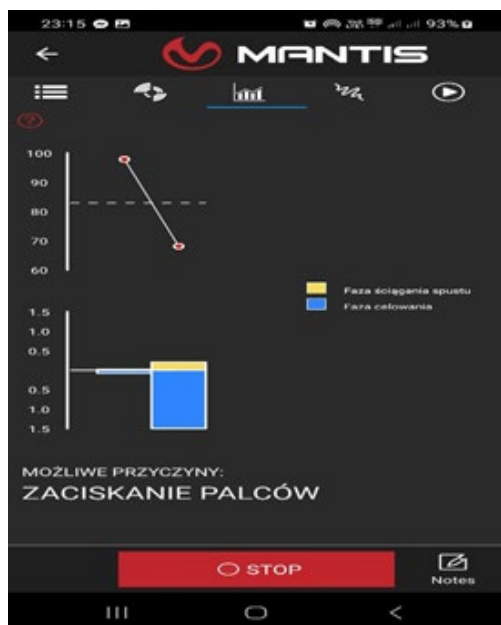 23:15 93%
MANTIS
?
100
90
80
70
60
Faza ściągania spustu
Faza celowania
1.5
1.0
0.5
0.5
1.0
1.5
MOŻLIWE PRZYCZYNY:
ZACISKANIE PALCÓW
STOP
Notes